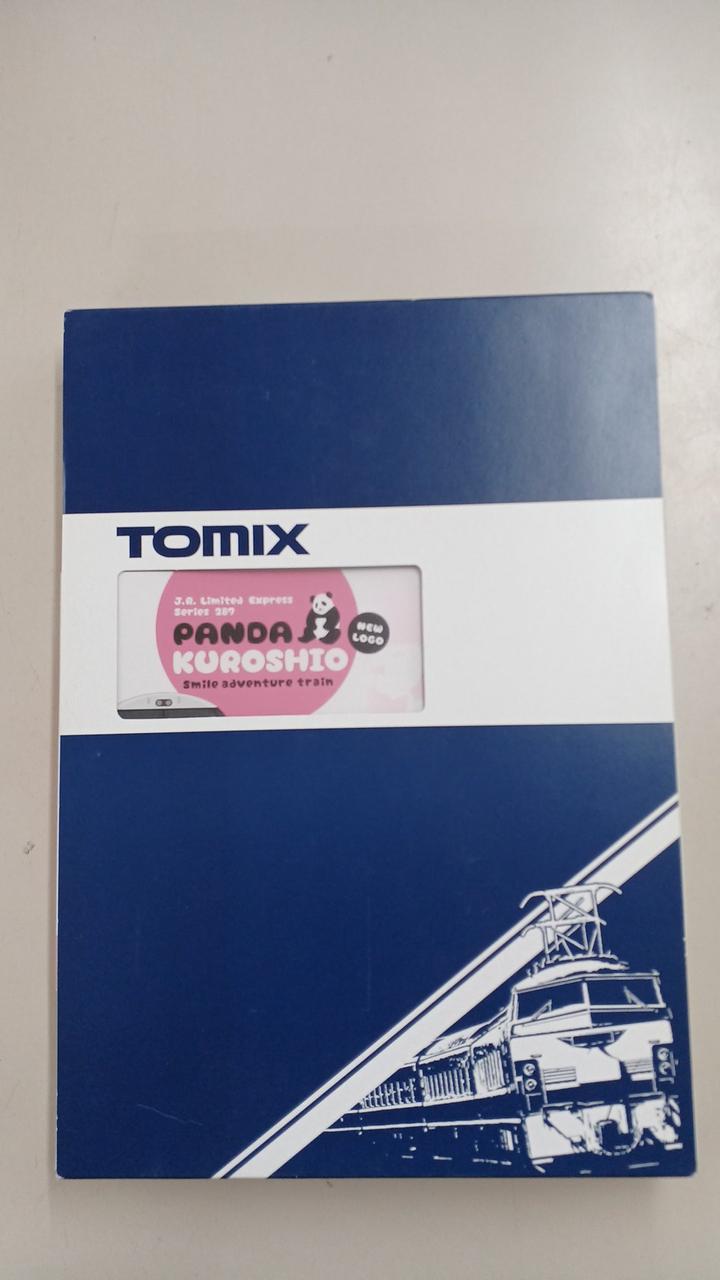 TOMIX
J.R. Limited Express
Series 287
PANDA
KUROSHIO
NEW
LOGO
Smile adventure train